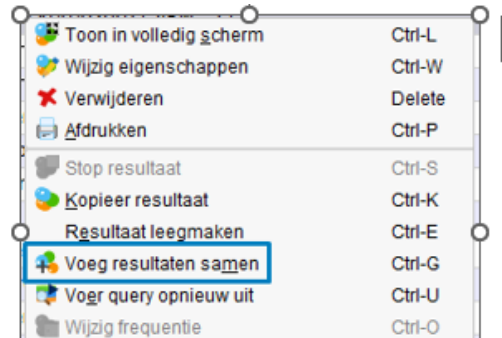 Toon in volledig scherm Ctrl-L
Wijzig eigenschappen Ctrl-W
Verwijderen Delete
Afdrukken Ctrl-P
Stop resultaat Ctrl-S
Kopieer resultaat Ctrl-K
Resultaat leegmaken Ctrl-E
Voeg resultaten samen Ctrl-G
Voer query opnieuw uit Ctrl-U
Wijzig frequentie Ctrl-O